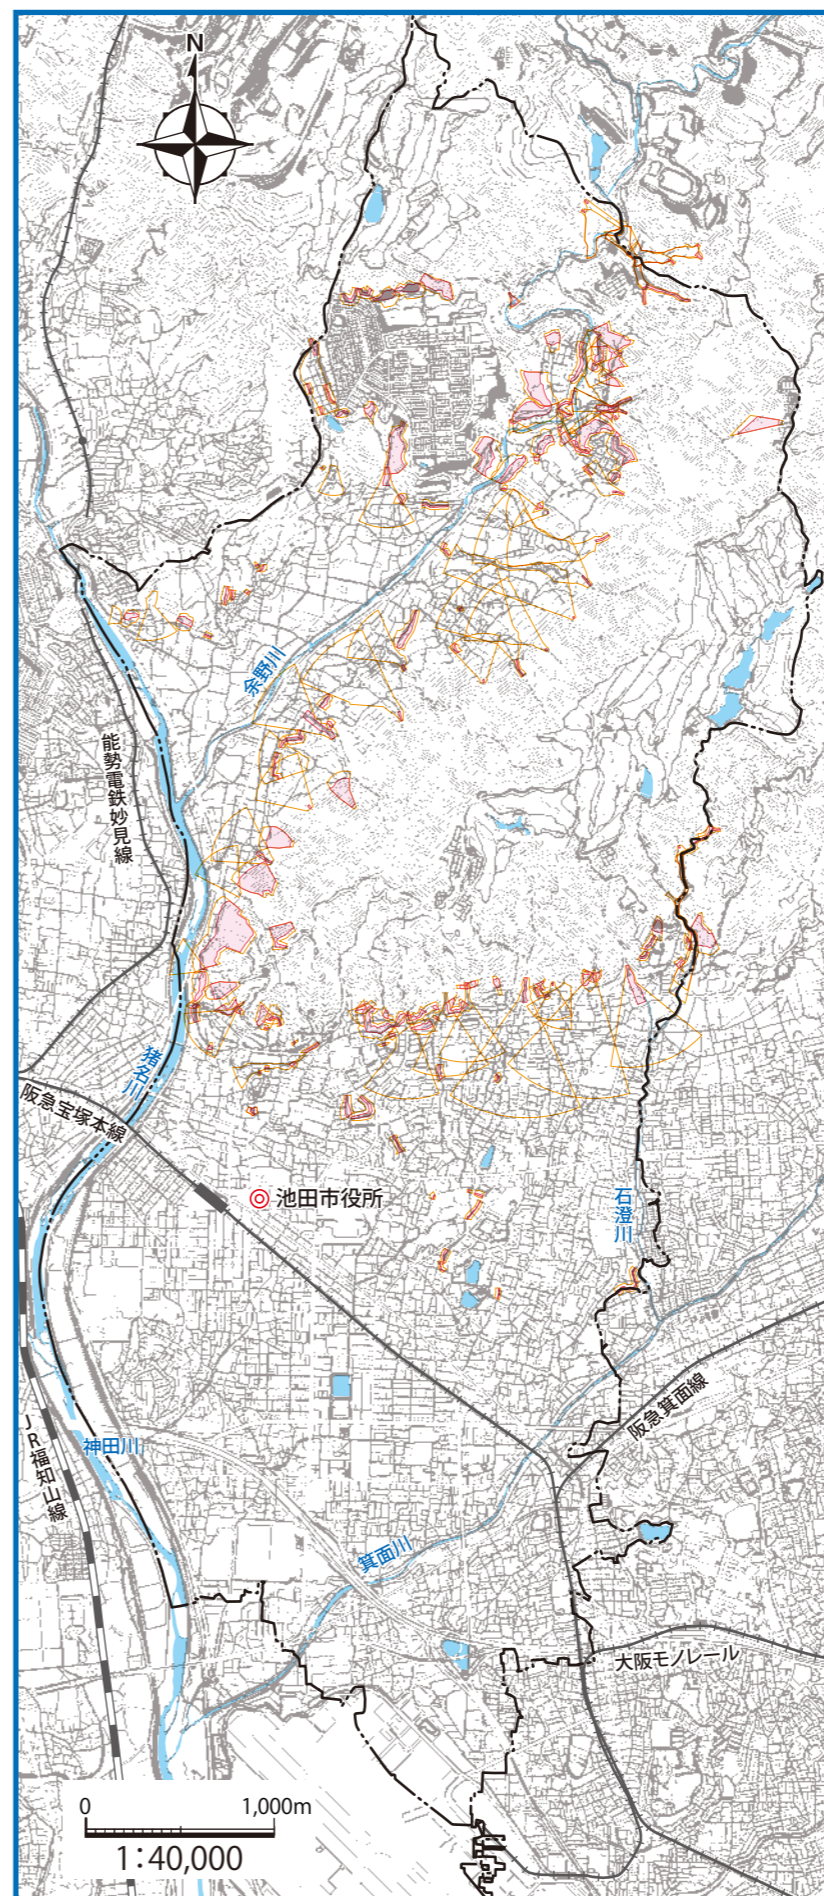 N
余野川
能勢電鉄妙見線
猪名川
阪急宝塚本線
池田市役所
石澄川
阪急箕面線
神田川
JR福知山線
箕面川
大阪モノレール
0 1,000m
1:40,000